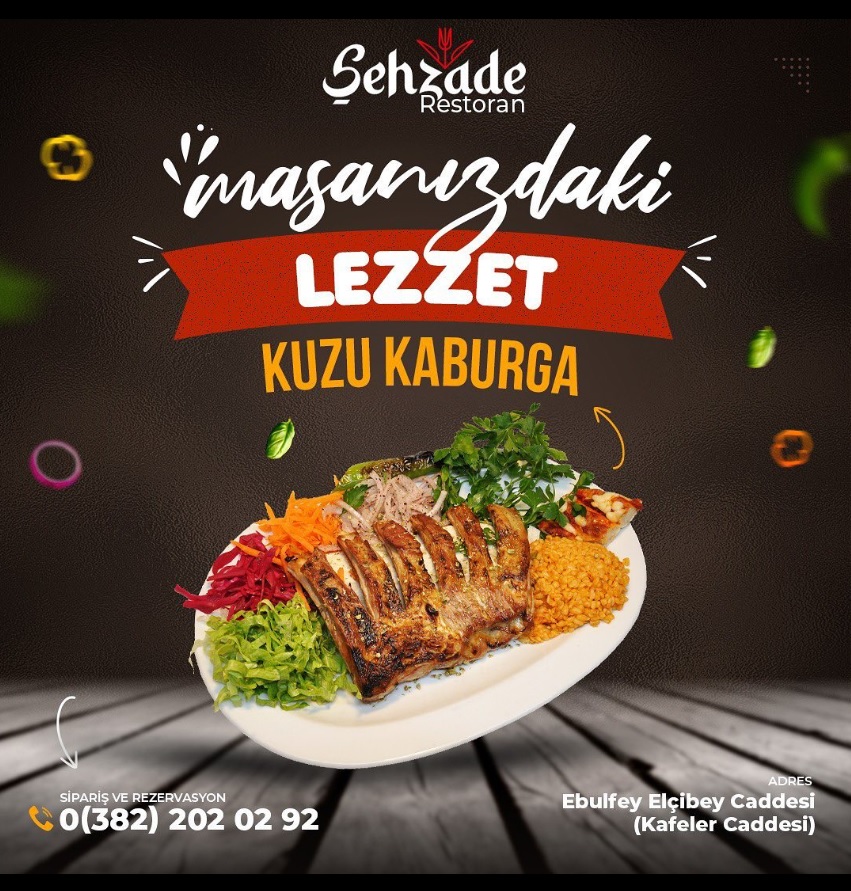 Şehzade
Restoran
masanızdaki
LEZZET
KUZU KABURGA
SİPARİŞ VE REZERVASYON
0(382) 202 02 92
ADRES
Ebulfey Elçibey Caddesi
(Kafeler Caddesi)